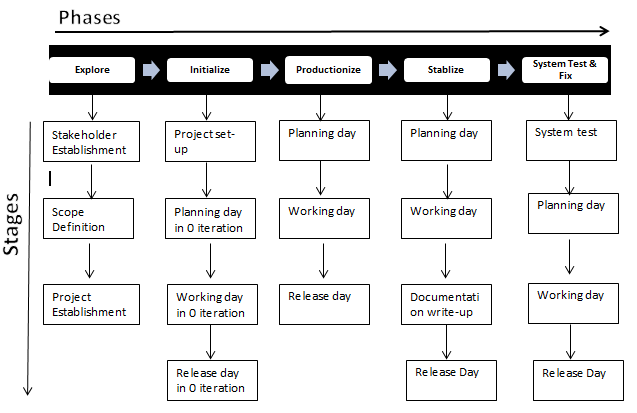 Phases
Explore
Initialize
Productionize
Stablize
System Test &
Fix
Stages
Stakeholder
Establishment
Project set-
up
Planning day
Planning day
System test
Scope
Definition
Planning day
in 0 iteration
Working day
Working day
Planning day
Project
Establishment
Working day
in 0 iteration
Release day
Documentati
on write-up
Working day
Release day
in 0 iteration
Release Day
Release Day